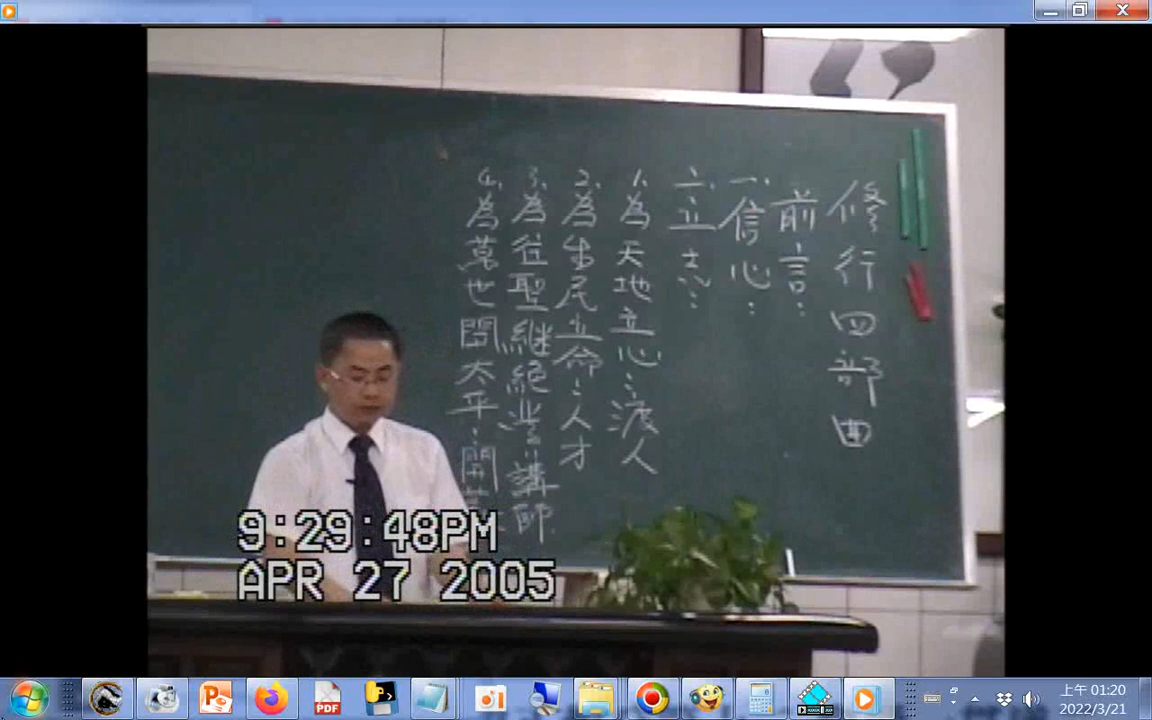 修行四部曲
前言:
一、信心:
二、立志:
1.為天地立心:渡人
2.為生民立命:人才
3.為往聖繼絕業:講師
4.為萬世開太平:開
9:29:48PM
APR 27 2005
PDF
上午 01:20
2022/3/21